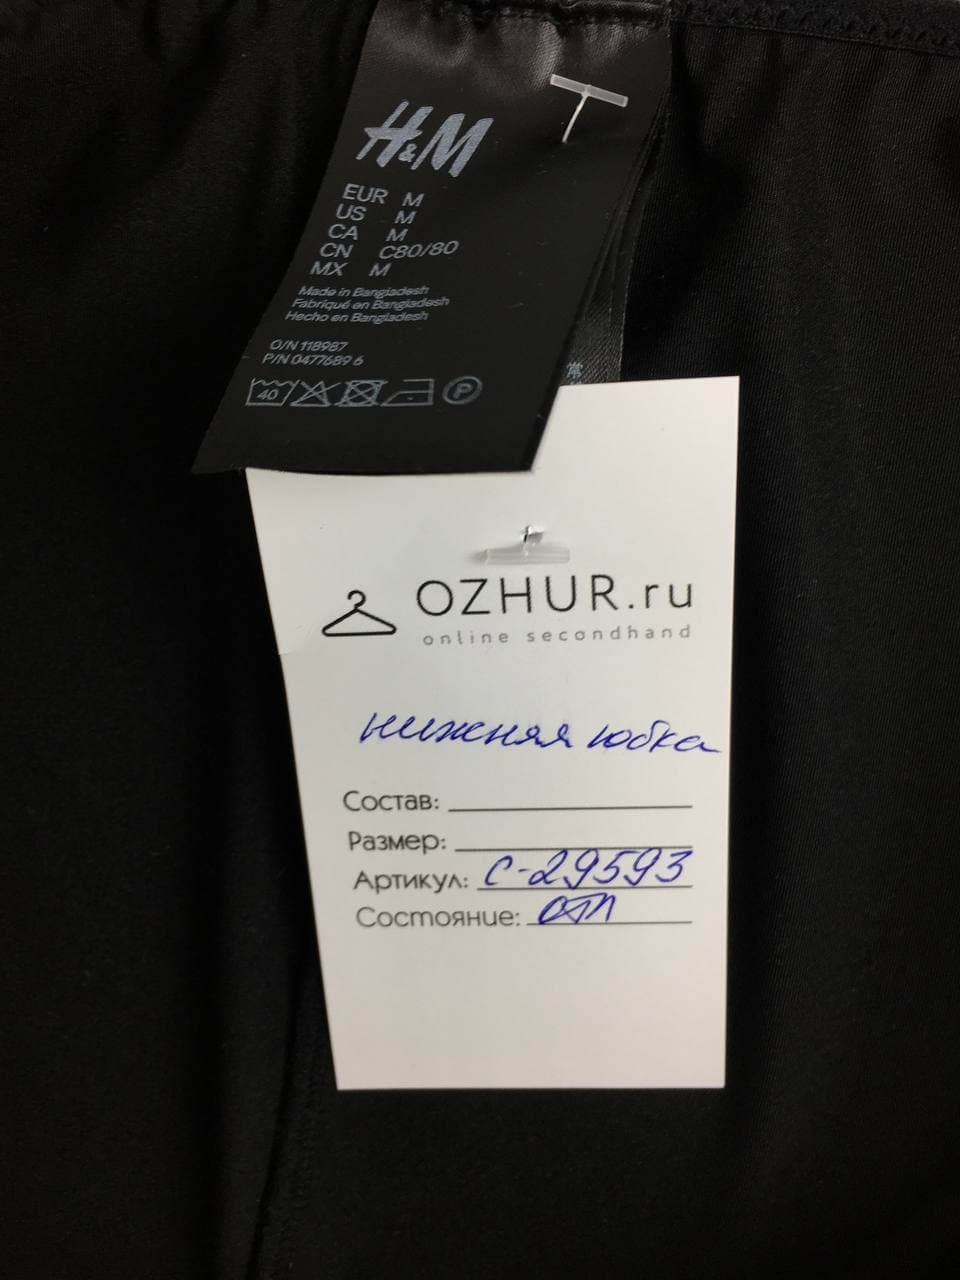 H&M
EUR M
US M
CA M
CN C80/80
MX M
Made in Bangladesh
Fabriqué en Bangladesh
Hecho en Bangladesh
O/N 118987
P/N 0477689 6
40 P
OZHUR.ru
online secondhand
нижняя юбка
Состав:
Размер:
Артикул: С-29593
Состояние: отл